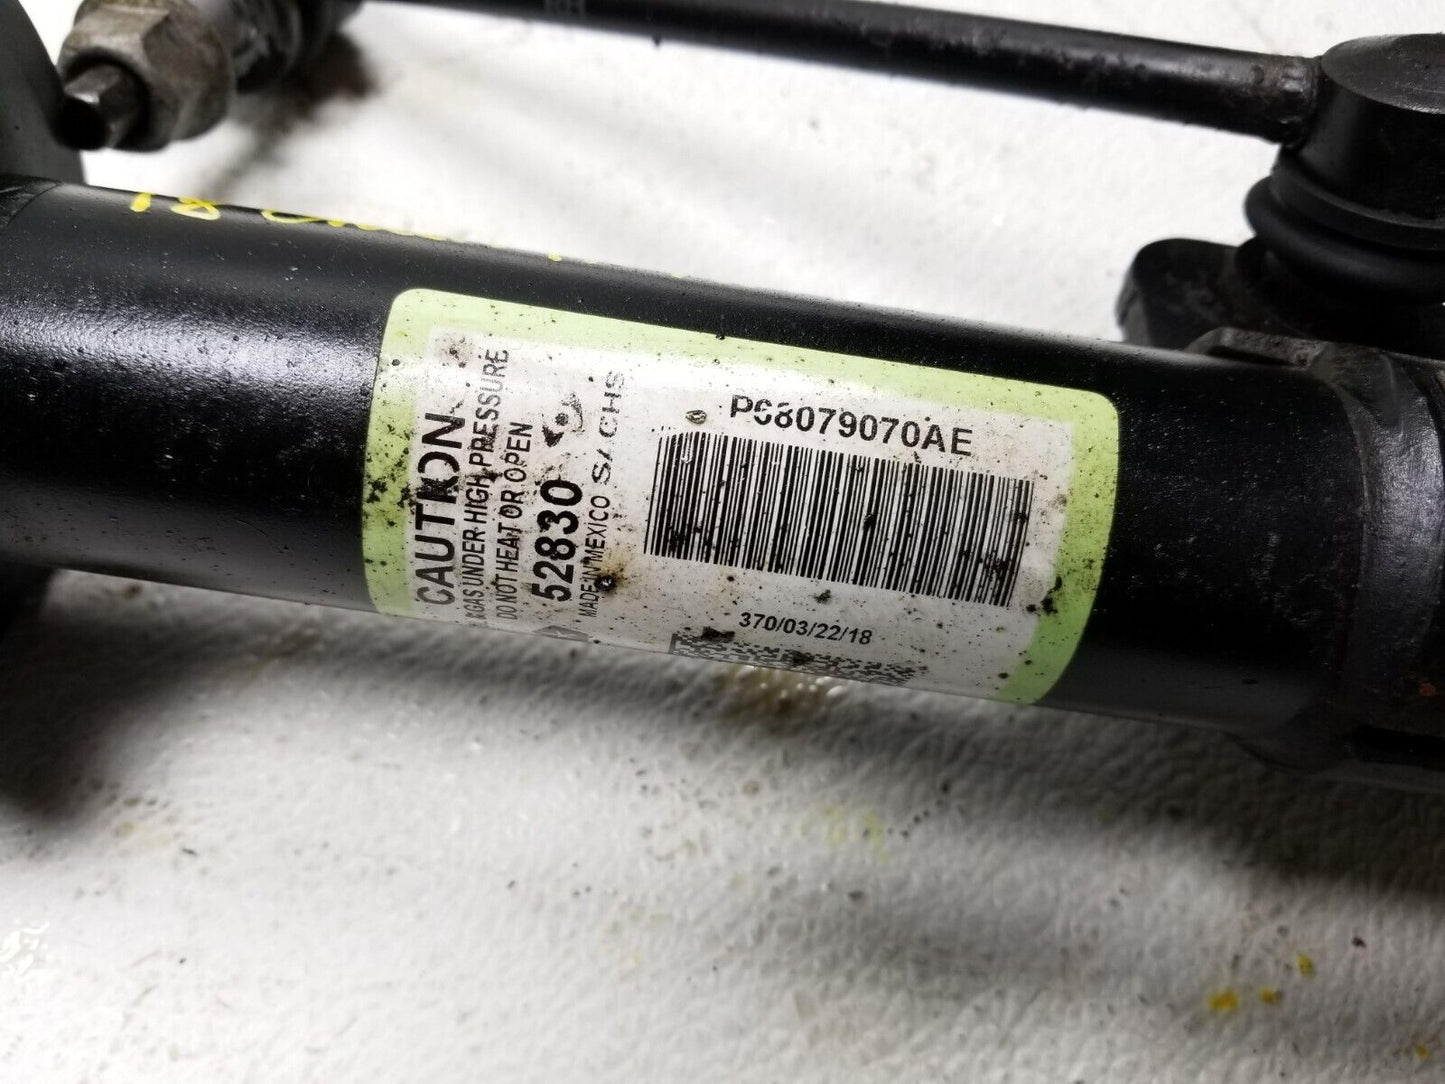 18
CAUTION
GAS UNDER HIGH PRESSURE
DO NOT HEAT OR OPEN
52830
MADE IN MEXICO SACHS
P68079070AE
370/03/22/18